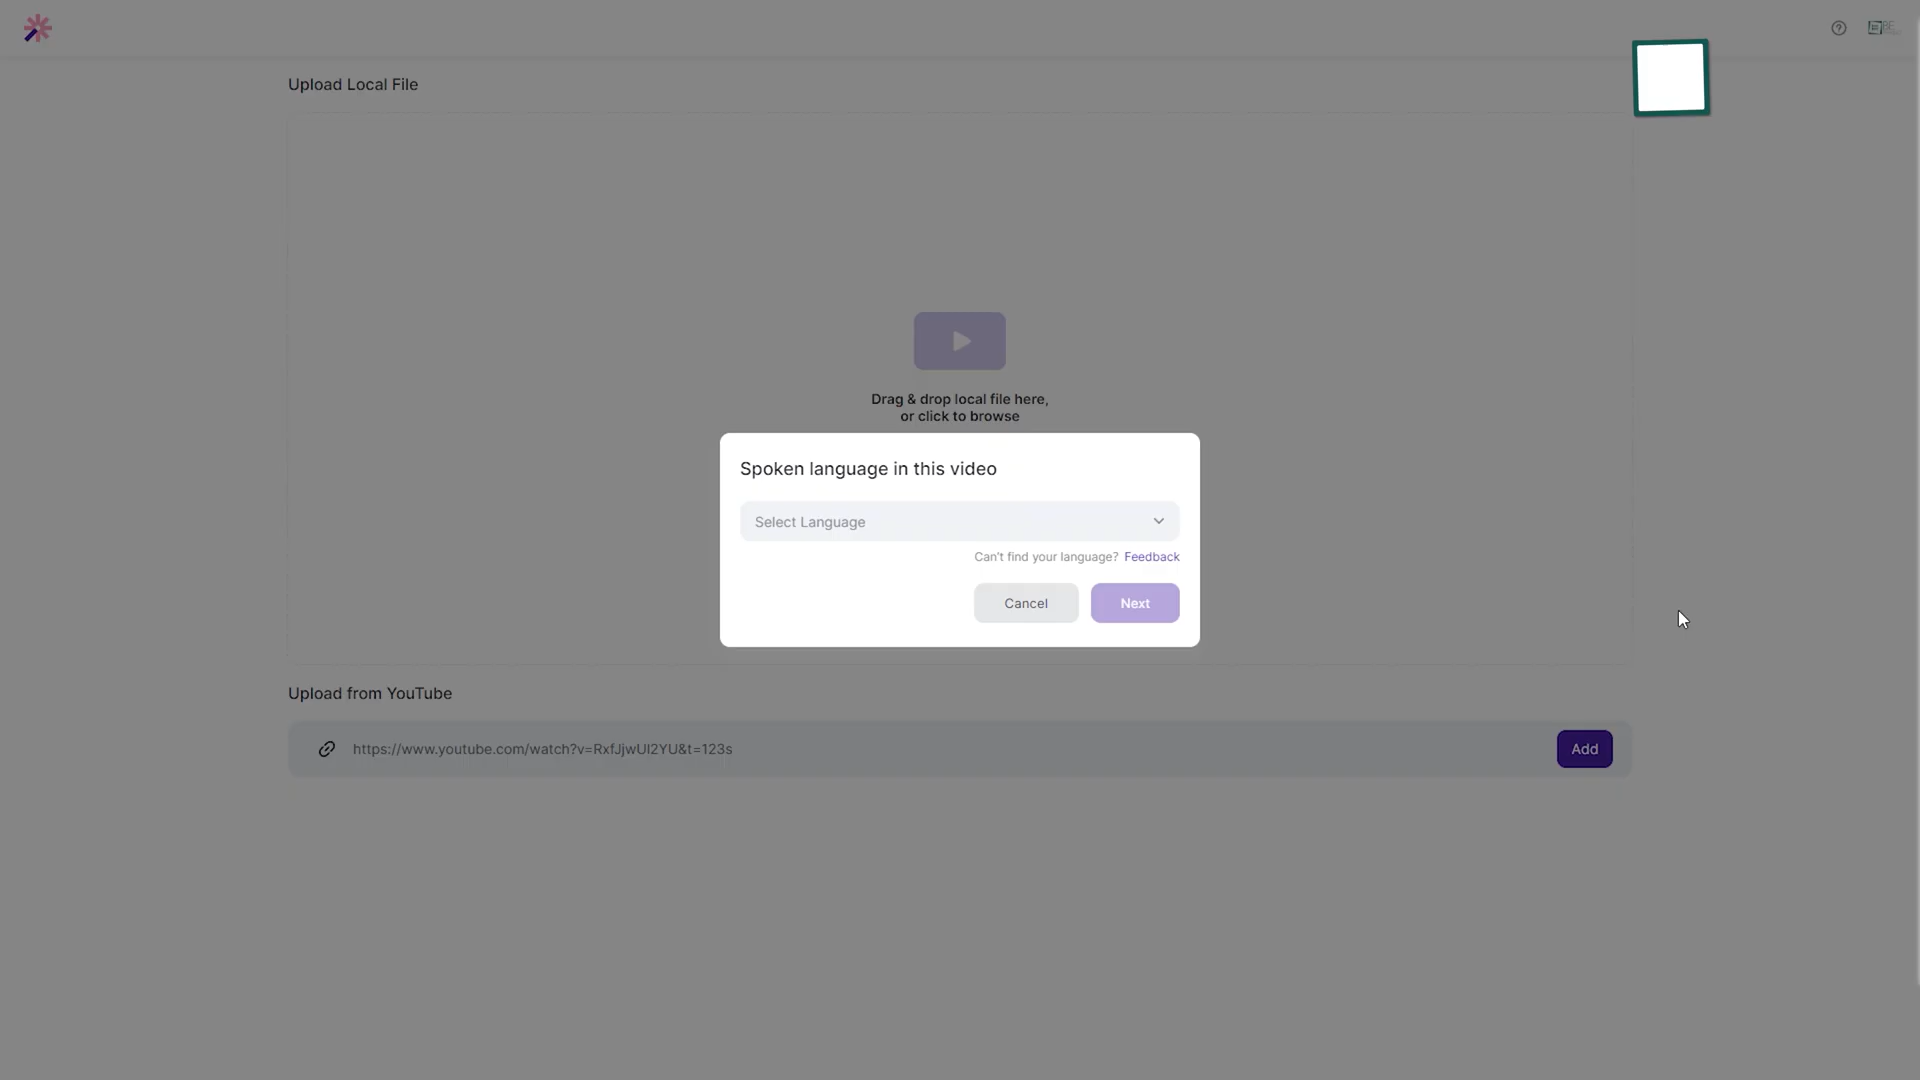 Upload Local File
Drag & drop local file here,
or click to browse
Spoken language in this video
Select Language
Can't find your language? Feedback
Cancel
Next
Upload from YouTube
https://www.youtube.com/watch?v=RxfJjwUI2YU&t=123s
Add